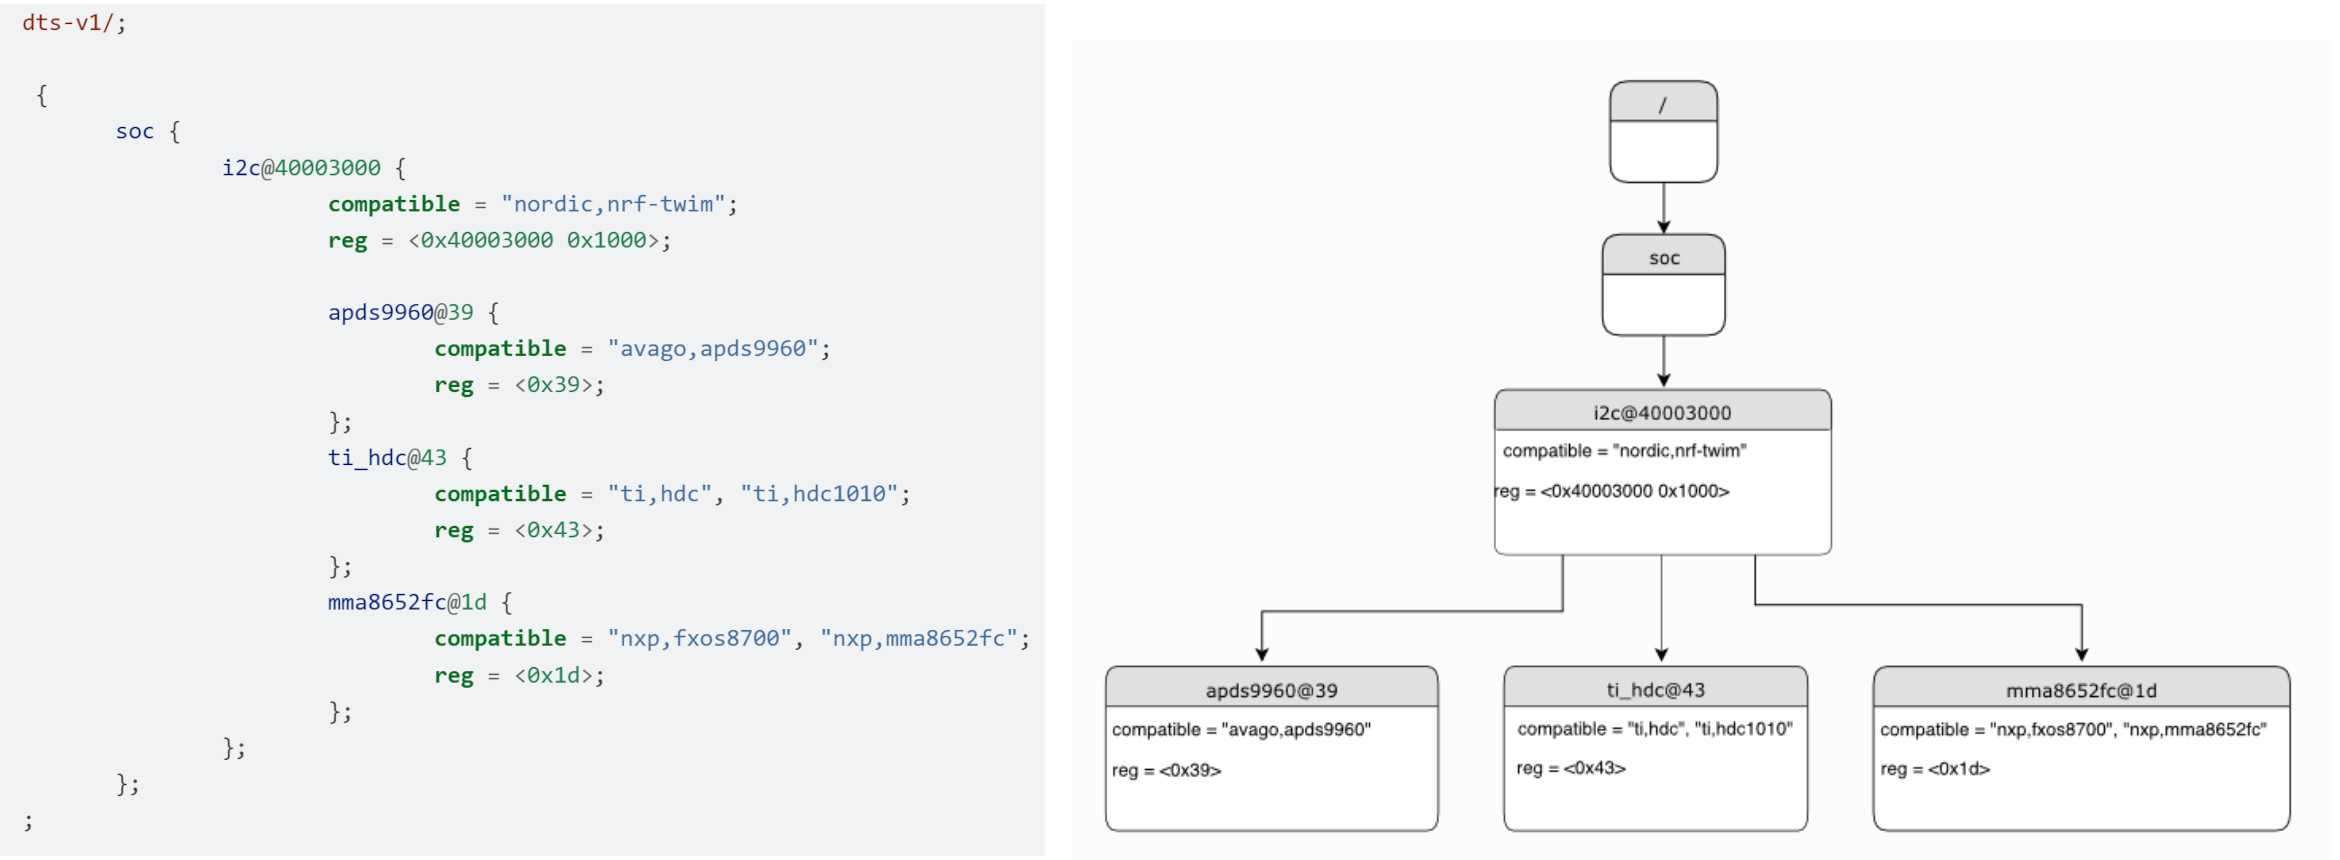 dts-v1/;
{
soc {
i2c@40003000 {
compatible = "nordic,nrf-twim";
reg = <0x40003000 0x1000>;
apds9960@39 {
compatible = "avago,apds9960";
reg = <0x39>;
};
ti_hdc@43 {
compatible = "ti,hdc", "ti,hdc1010";
reg = <0x43>;
};
mma8652fc@1d {
compatible = "nxp,fxos8700", "nxp,mma8652fc";
reg = <0x1d>;
};
};
};
;
/
soc
i2c@40003000
compatible = "nordic,nrf-twim"
reg = <0x40003000 0x1000>
apds9960@39
compatible = "avago,apds9960"
reg = <0x39>
ti_hdc@43
compatible = "ti,hdc", "ti,hdc1010"
reg = <0x43>
mma8652fc@1d
compatible = "nxp,fxos8700", "nxp,mma8652fc"
reg = <0x1d>